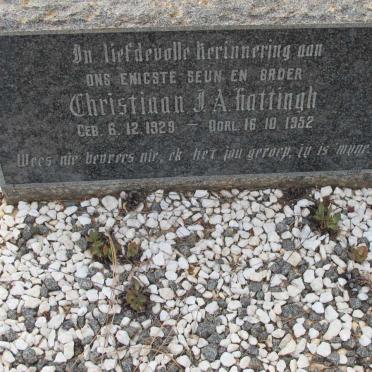 In Liefdevolle Herinnering aan
ONS ENIGSTE SEUN EN BROER
Christiaan J.A. Hattingh
GEB. 6.12.1929 — OORL. 16.10.1952
Wees nie bevrees nie, ek het jou geroep, jy is myne.